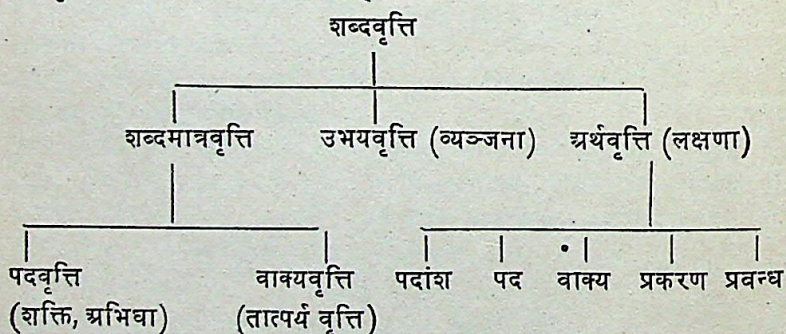 शब्दवृत्ति
शब्दमात्रवृत्ति उभयवृत्ति (व्यञ्जना) अर्थवृत्ति (लक्षणा)
पदवृत्ति वाक्यवृत्ति पदांश पद वाक्य प्रकरण प्रवन्ध
(शक्ति, अभिधा) (तात्पर्य वृत्ति)